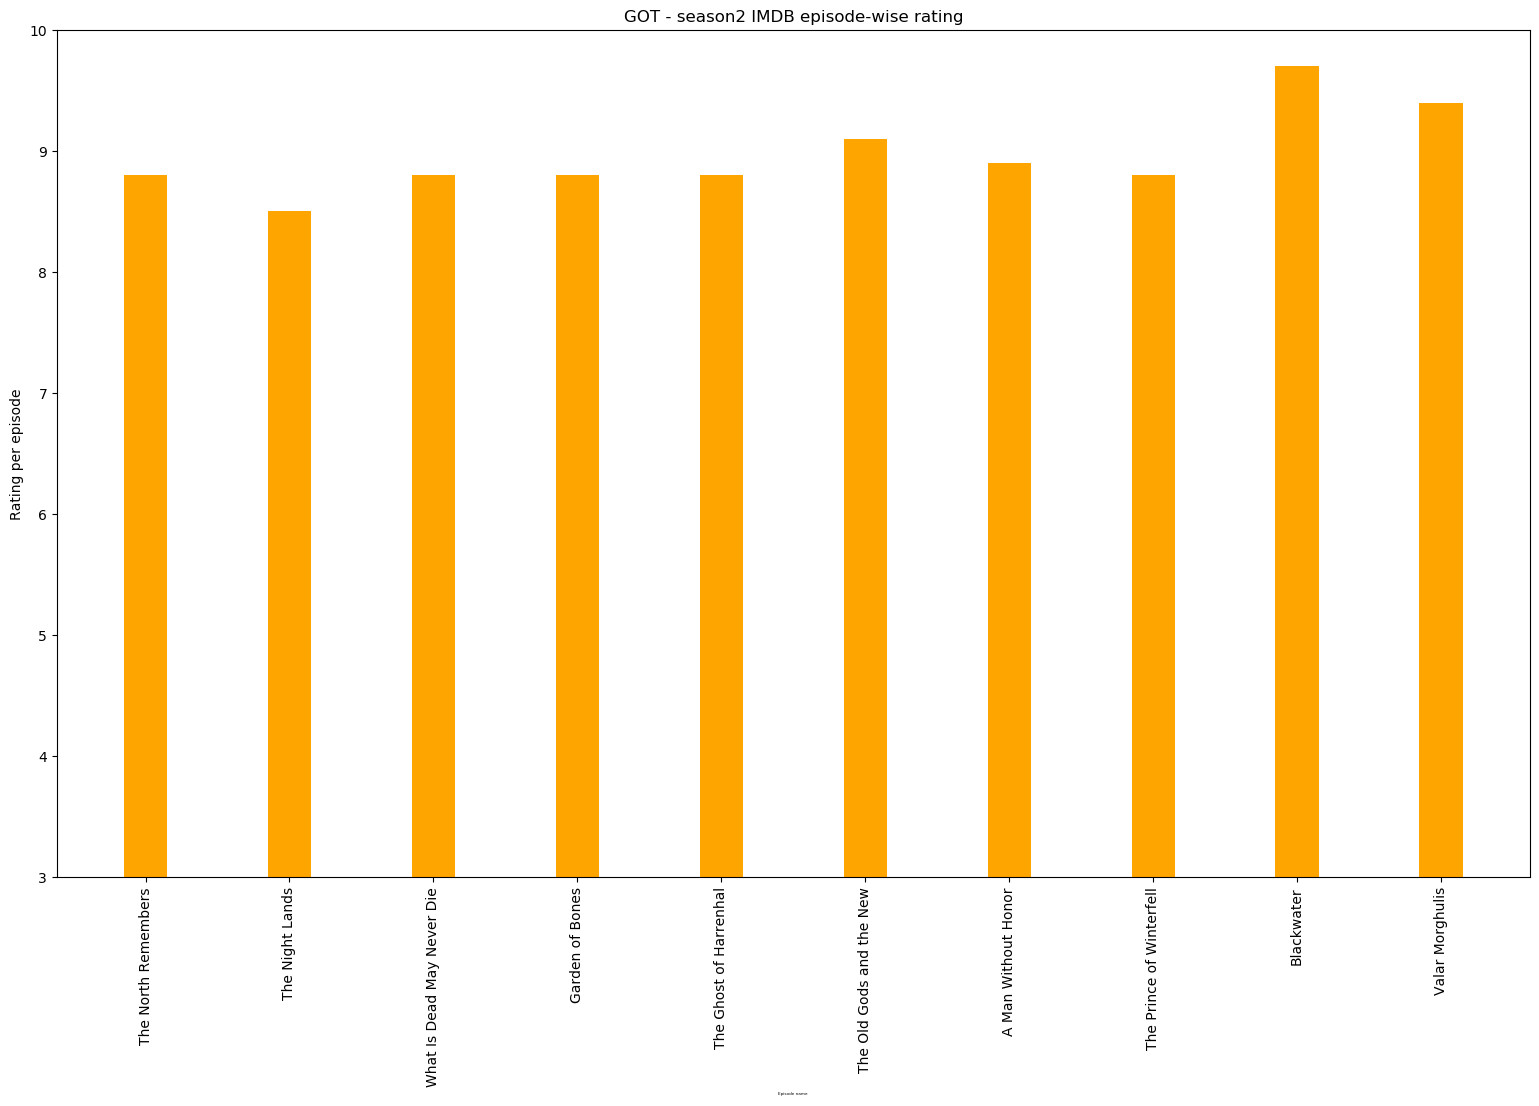 GOT - season2 IMDB episode-wise rating
10
9
8
7
6
5
4
3
Rating per episode
The North Remembers
The Night Lands
What Is Dead May Never Die
Garden of Bones
The Ghost of Harrenhal
The Old Gods and the New
A Man Without Honor
The Prince of Winterfell
Blackwater
Valar Morghulis
Episode name